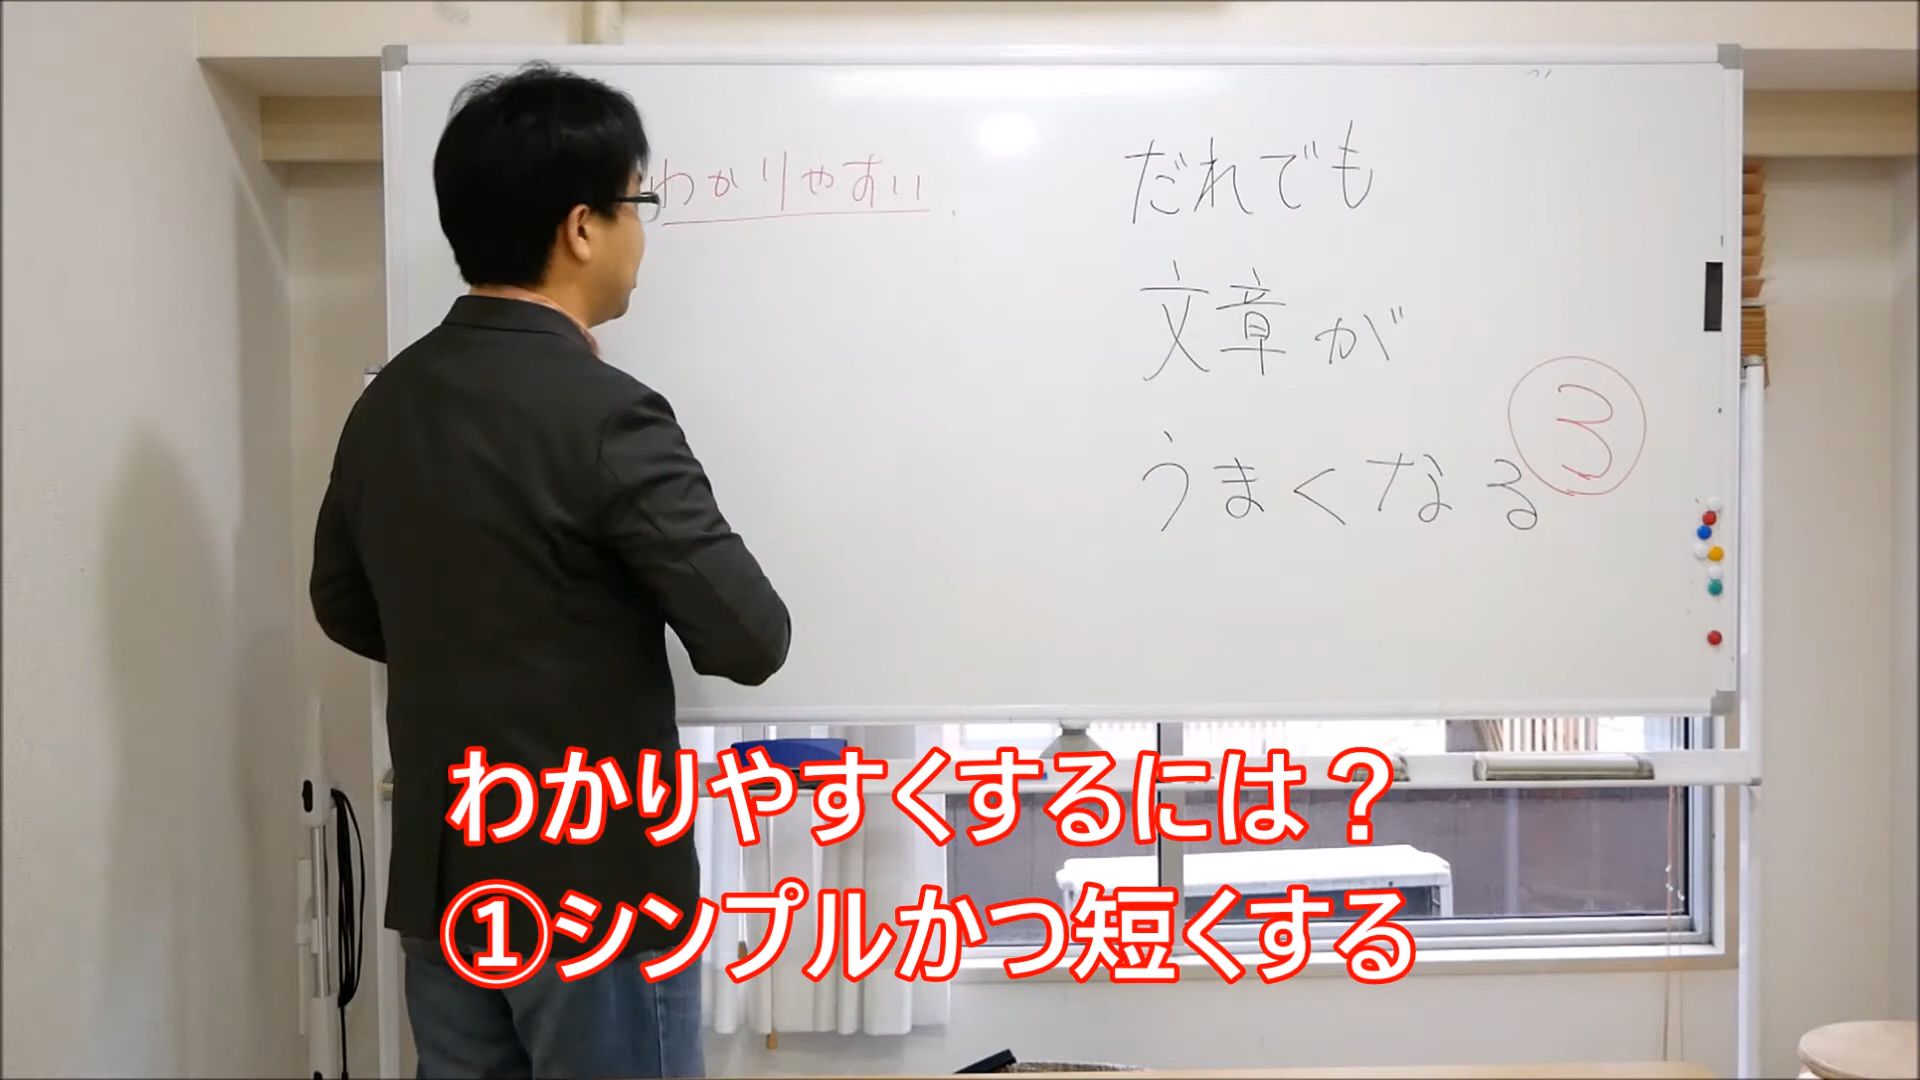 わかりやすい
だれでも
文章が
うまくなる
3
わかりやすくするには？
①シンプルかつ短くする